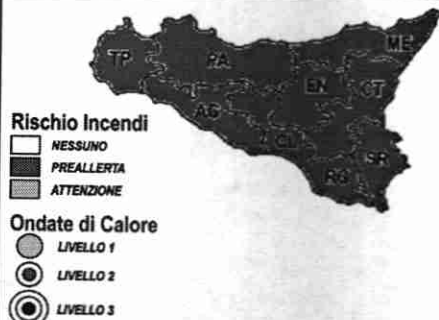 ME
TP
PA
EN
CT
AG
CL
SR
RG
Rischio Incendi
NESSUNO
PREALLERTA
ATTENZIONE
Ondate di Calore
LIVELLO 1
LIVELLO 2
LIVELLO 3